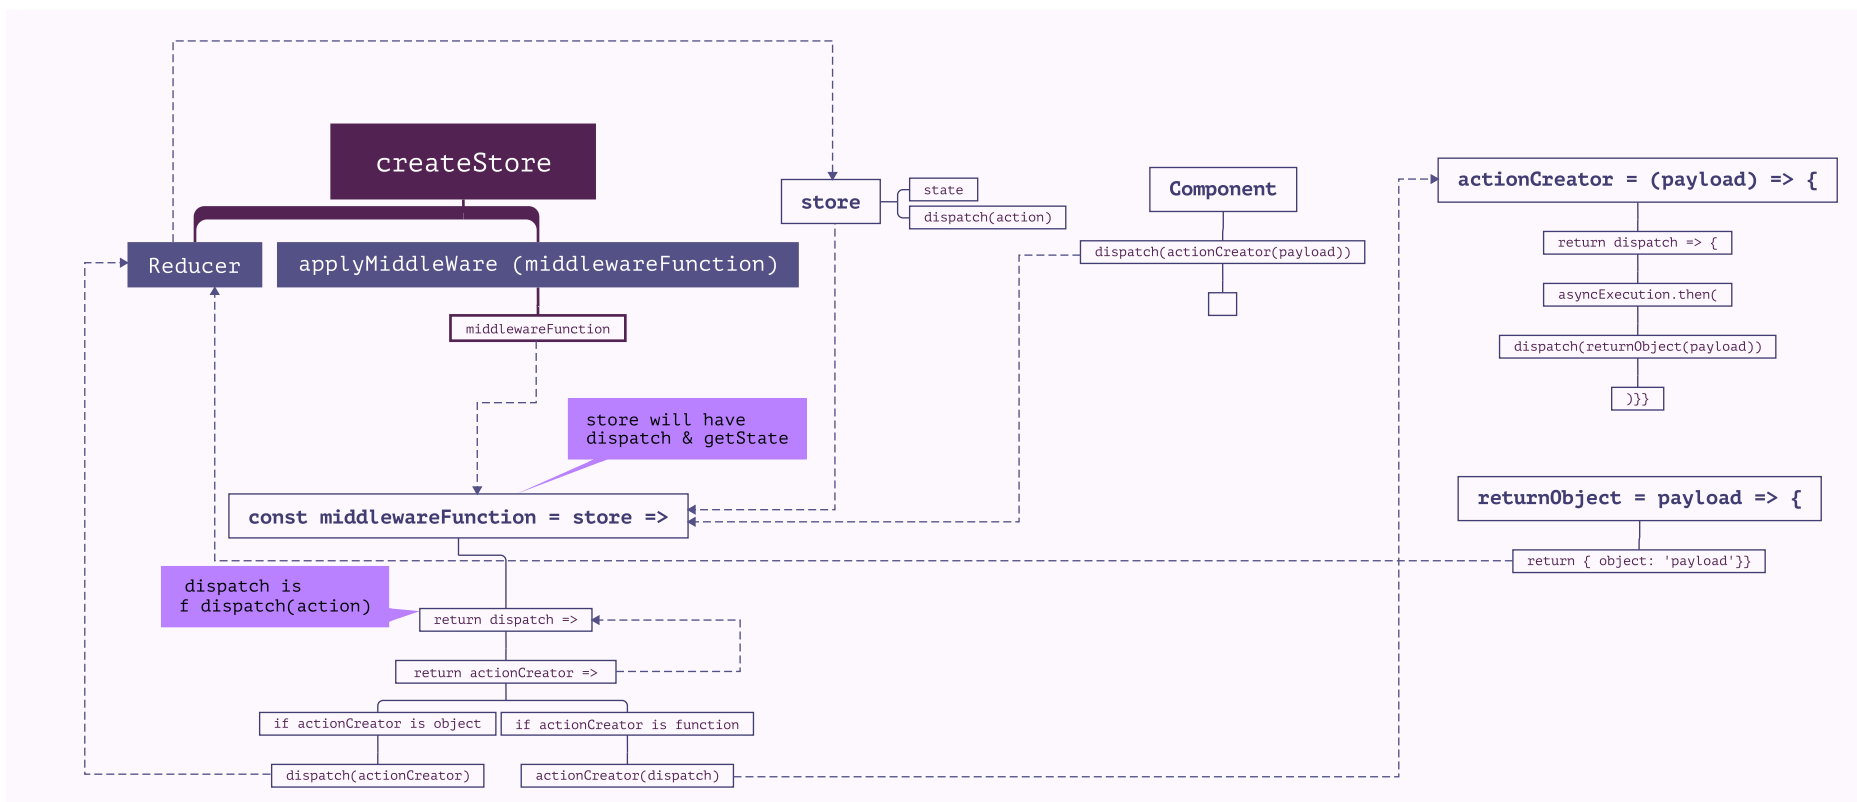 createStore
Reducer
applyMiddleWare (middlewareFunction)
middlewareFunction
store
state
dispatch(action)
Component
dispatch(actionCreator(payload))
actionCreator = (payload) => {
return dispatch => {
asyncExecution.then(
dispatch(returnObject(payload))
)}}
store will have
dispatch & getState
const middlewareFunction = store =>
returnObject = payload => {
return { object: 'payload'}}
dispatch is
f dispatch(action)
return dispatch =>
return actionCreator =>
if actionCreator is object
if actionCreator is function
dispatch(actionCreator)
actionCreator(dispatch)